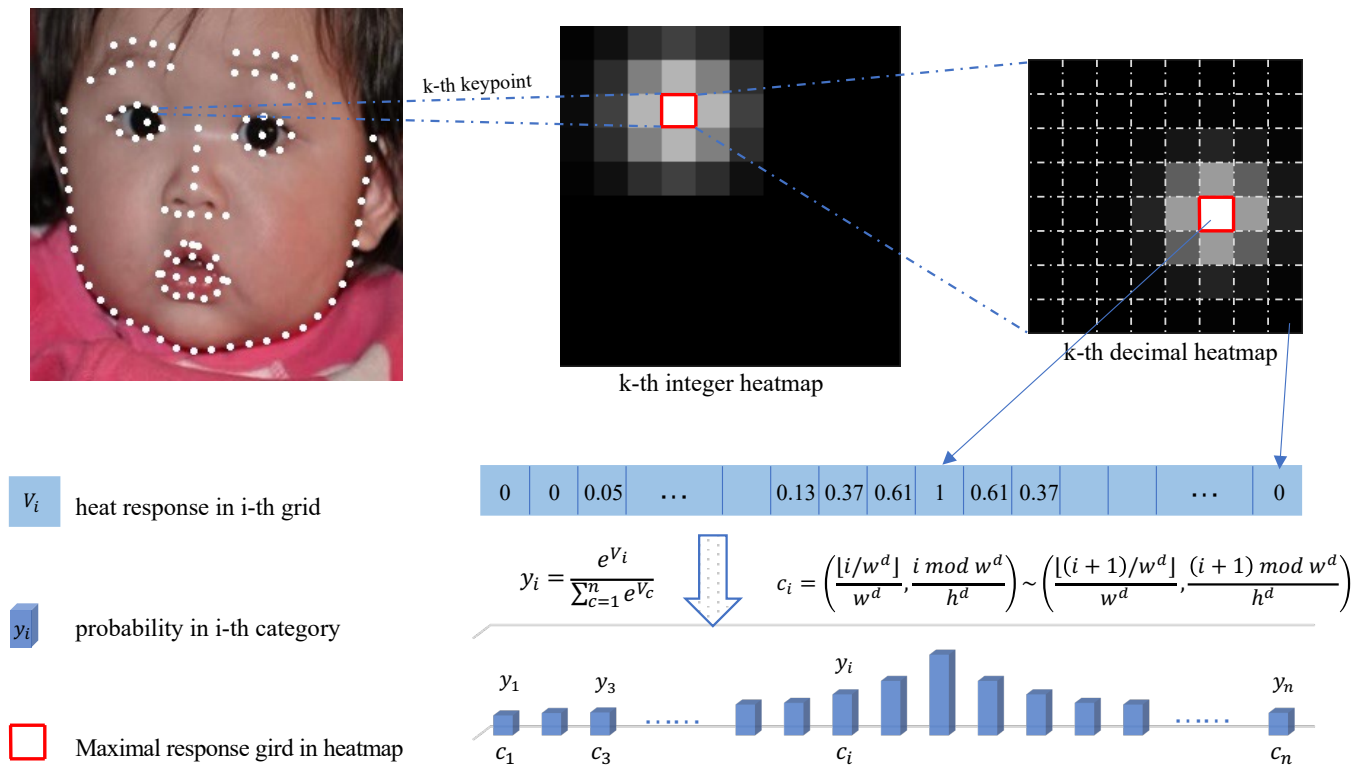 k-th keypoint
k-th integer heatmap
k-th decimal heatmap
V_i heat response in i-th grid
0 0 0.05 ... 0.13 0.37 0.61 1 0.61 0.37 ... 0
y_i = e^{V_i} / ∑_{c=1}^{n} e^{V_c}
c_i = (⌊i/w^d⌋ / w^d, i mod w^d / h^d) ~ (⌊(i + 1)/w^d⌋ / w^d, (i + 1) mod w^d / h^d)
y_i probability in i-th category
y_1 y_3 y_i y_n
...... ......
c_1 c_3 c_i c_n
Maximal response gird in heatmap